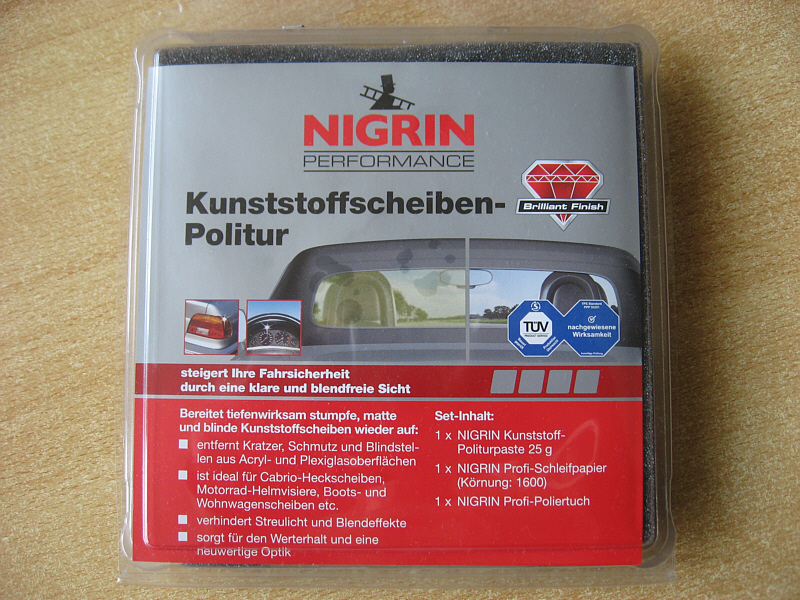 NIGRIN
PERFORMANCE
Kunststoffscheiben-
Politur
Brilliant Finish
TÜV
PRODUCT SERVICE
nachgewiesene
Wirksamkeit
steigert Ihre Fahrsicherheit
durch eine klare und blendfreie Sicht
Bereitet tiefenwirksam stumpfe, matte
und blinde Kunststoffscheiben wieder auf:
entfernt Kratzer, Schmutz und Blindstel-
len aus Acryl- und Plexiglasoberflächen
ist ideal für Cabrio-Heckscheiben,
Motorrad-Helmvisiere, Boots- und
Wohnwagenscheiben etc.
verhindert Streulicht und Blendeffekte
sorgt für den Werterhalt und eine
neuwertige Optik
Set-Inhalt:
1 x NIGRIN Kunststoff-
Politurpaste 25 g
1 x NIGRIN Profi-Schleifpapier
(Körnung: 1600)
1 x NIGRIN Profi-Poliertuch